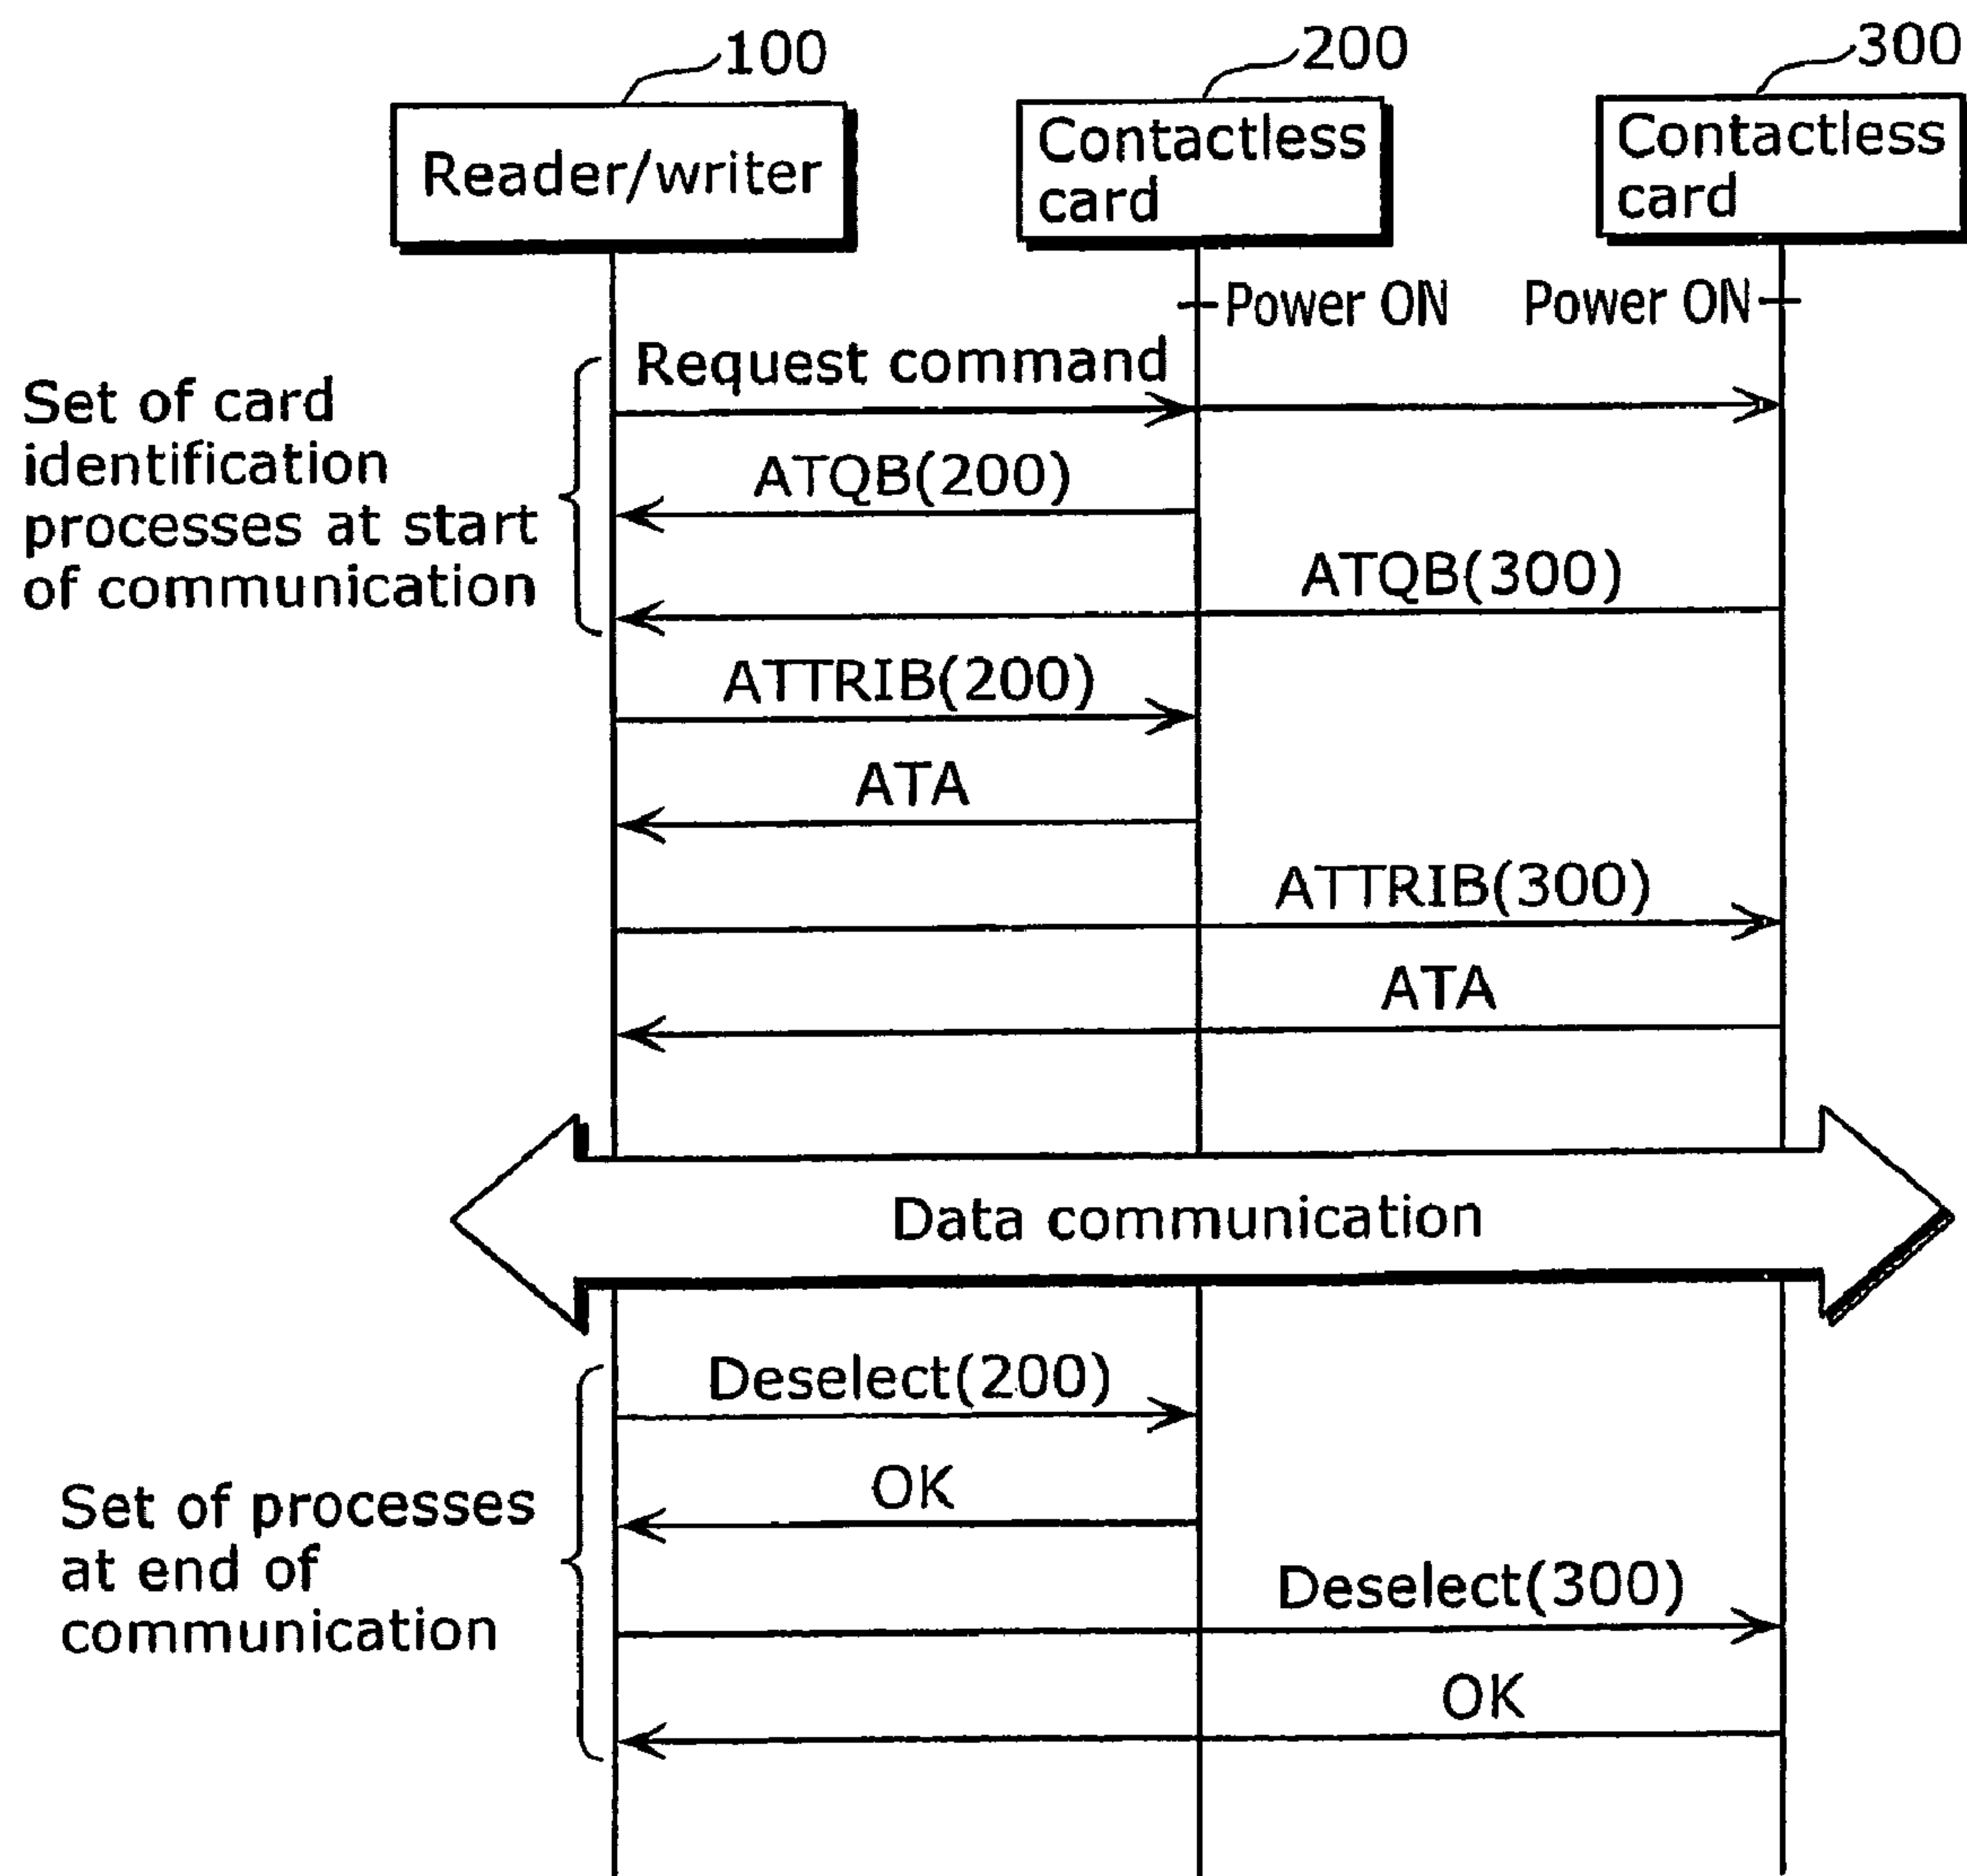 100
200
300
Reader/writer
Contactless
card
Contactless
card
Power ON
Power ON
Request command
Set of card
identification
processes at start
of communication
ATQB(200)
ATQB(300)
ATTRIB(200)
ATA
ATTRIB(300)
ATA
Data communication
Deselect(200)
OK
Set of processes
at end of
communication
Deselect(300)
OK